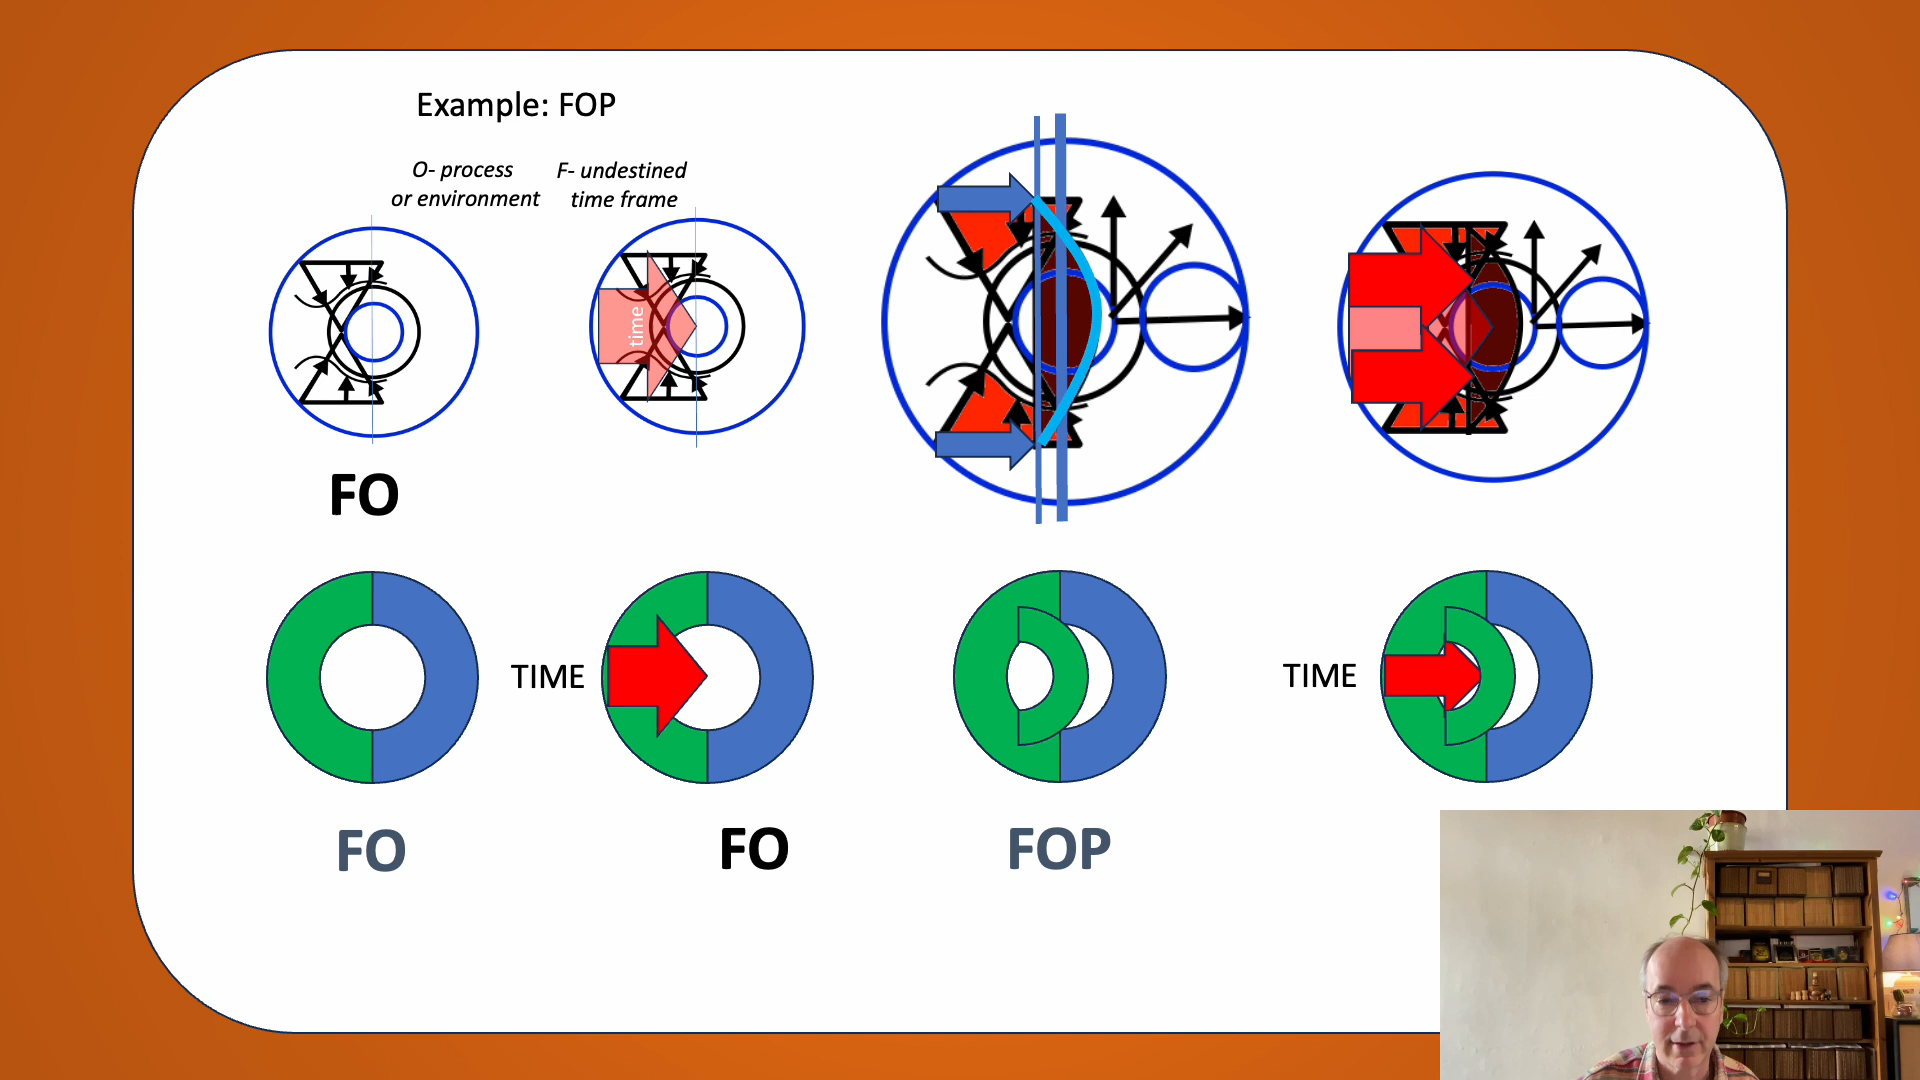 Example: FOP
O- process
or environment
F- undestined
time frame
time
FO
TIME
TIME
FO
FO
FOP